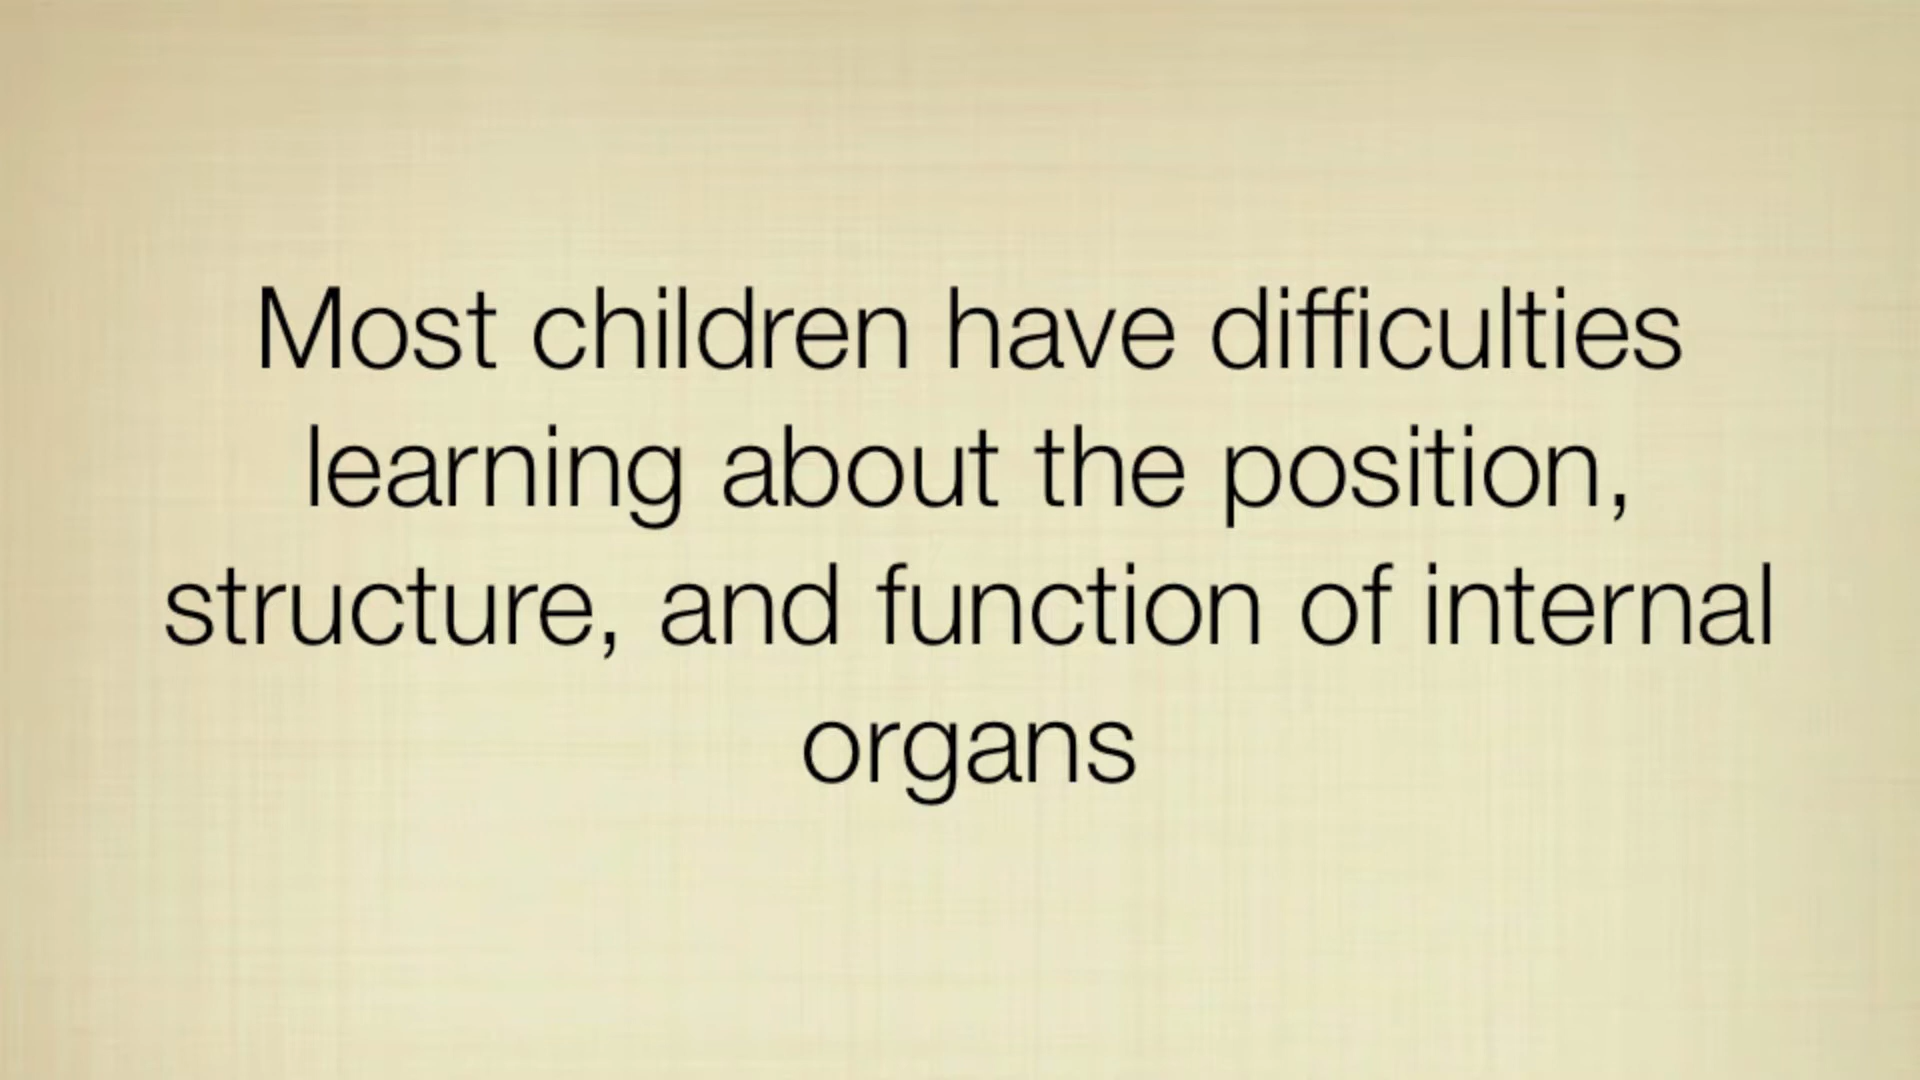 Most children have difficulties
learning about the position,
structure, and function of internal
organs